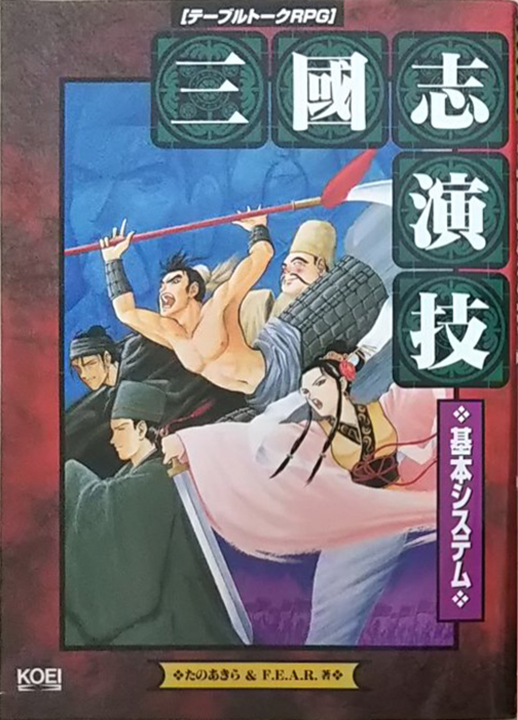 [テーブルトークRPG]
三國志
演技
❖基本システム❖
KOEI
❖たのあきら & F.E.A.R. 著❖